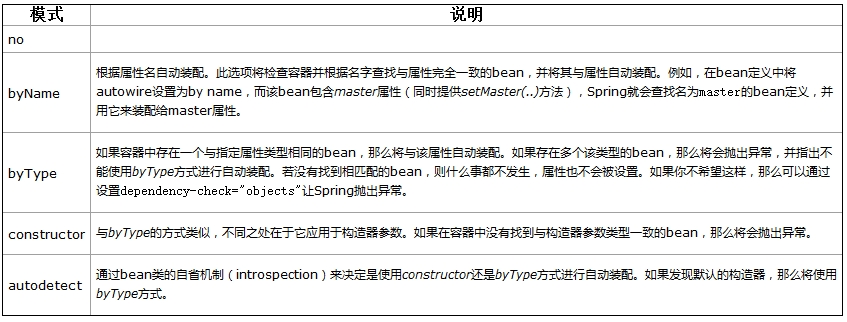 模式 说明
no
根据属性名自动装配。此选项将检查容器并根据名字查找与属性完全一致的bean，并将其与属性自动装配。例如，在bean定义中将
byName autowire设置为by name，而该bean包含master属性（同时提供setMaster(..)方法），Spring就会查找名为master的bean定义，并
用它来装配给master属性。
如果容器中存在一个与指定属性类型相同的bean，那么将与该属性自动装配。如果存在多个该类型的bean，那么将会抛出异常，并指出不
byType 能使用byType方式进行自动装配。若没有找到相匹配的bean，则什么事都不发生，属性也不会被设置。如果你不希望这样，那么可以通过
设置dependency-check="objects"让Spring抛出异常。
constructor 与byType的方式类似，不同之处在于它应用于构造器参数。如果在容器中没有找到与构造器参数类型一致的bean，那么将会抛出异常。
autodetect 通过bean类的自省机制（introspection）来决定是使用constructor还是byType方式进行自动装配。如果发现默认的构造器，那么将使用
byType方式。